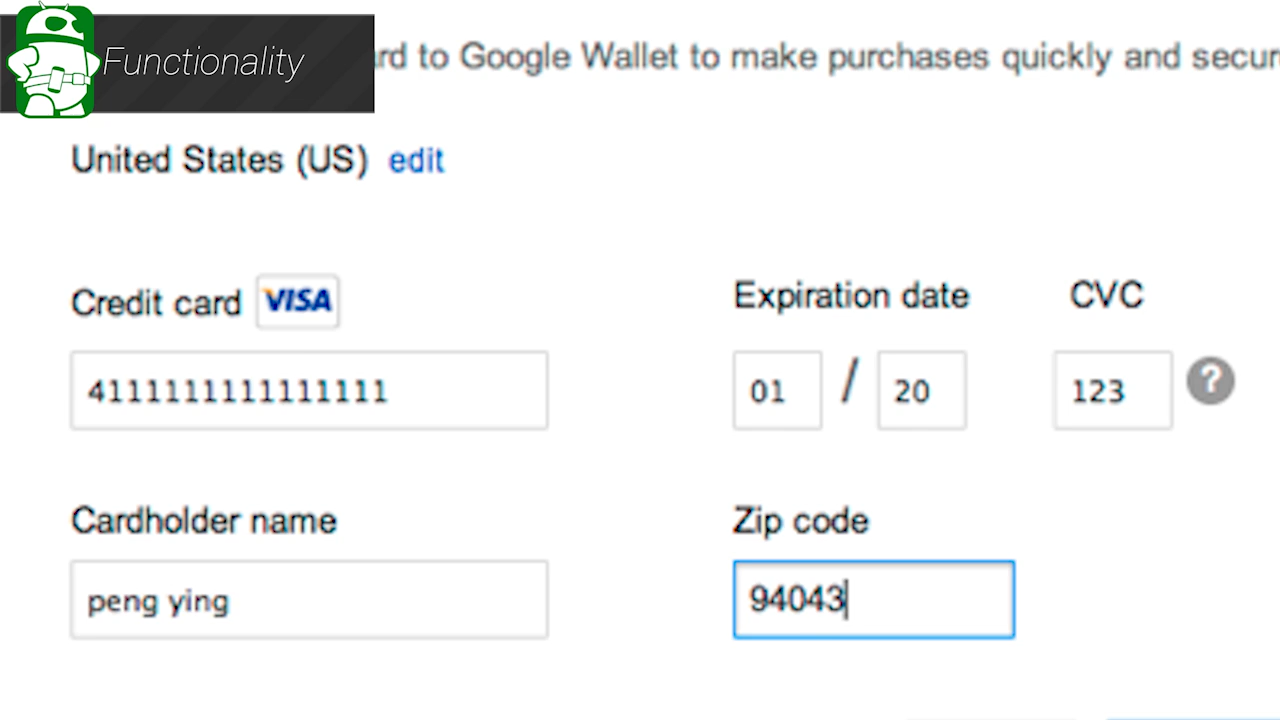 Functionality
rd to Google Wallet to make purchases quickly and secur
United States (US) edit
Credit card VISA
Expiration date
CVC
4111111111111111
01 / 20
123
?
Cardholder name
Zip code
peng ying
94043